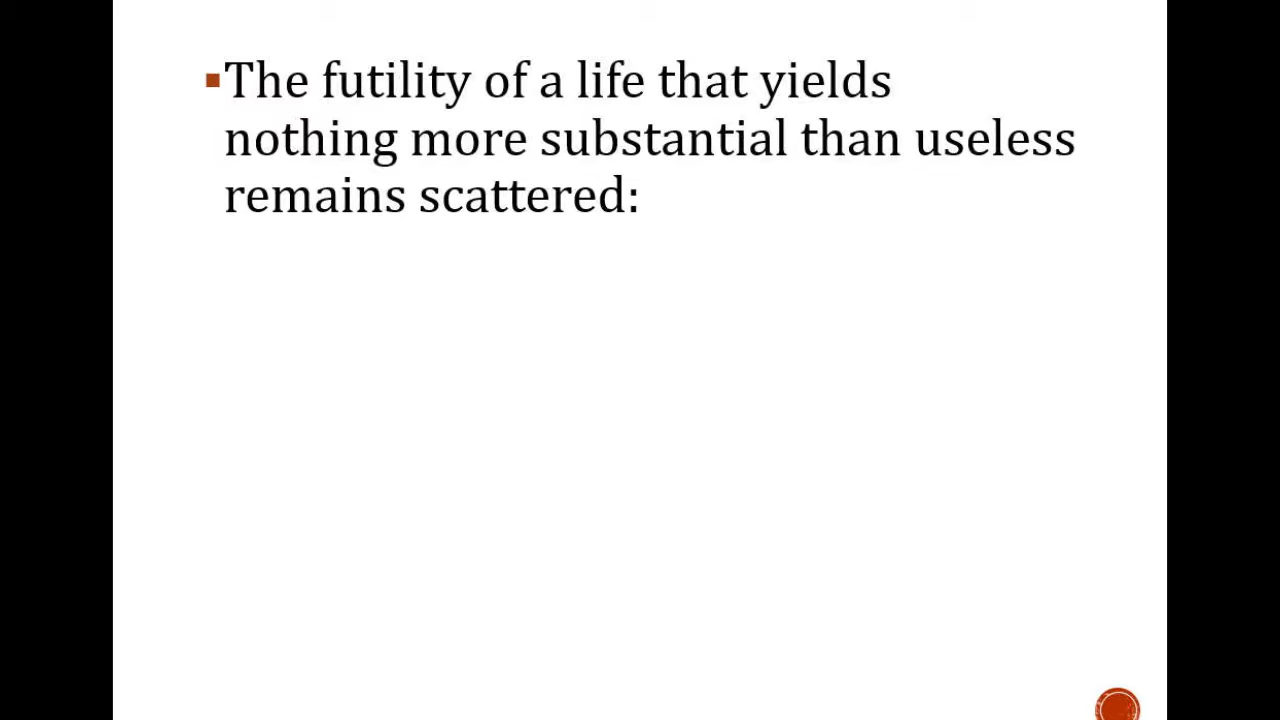 ▪The futility of a life that yields
nothing more substantial than useless
remains scattered: